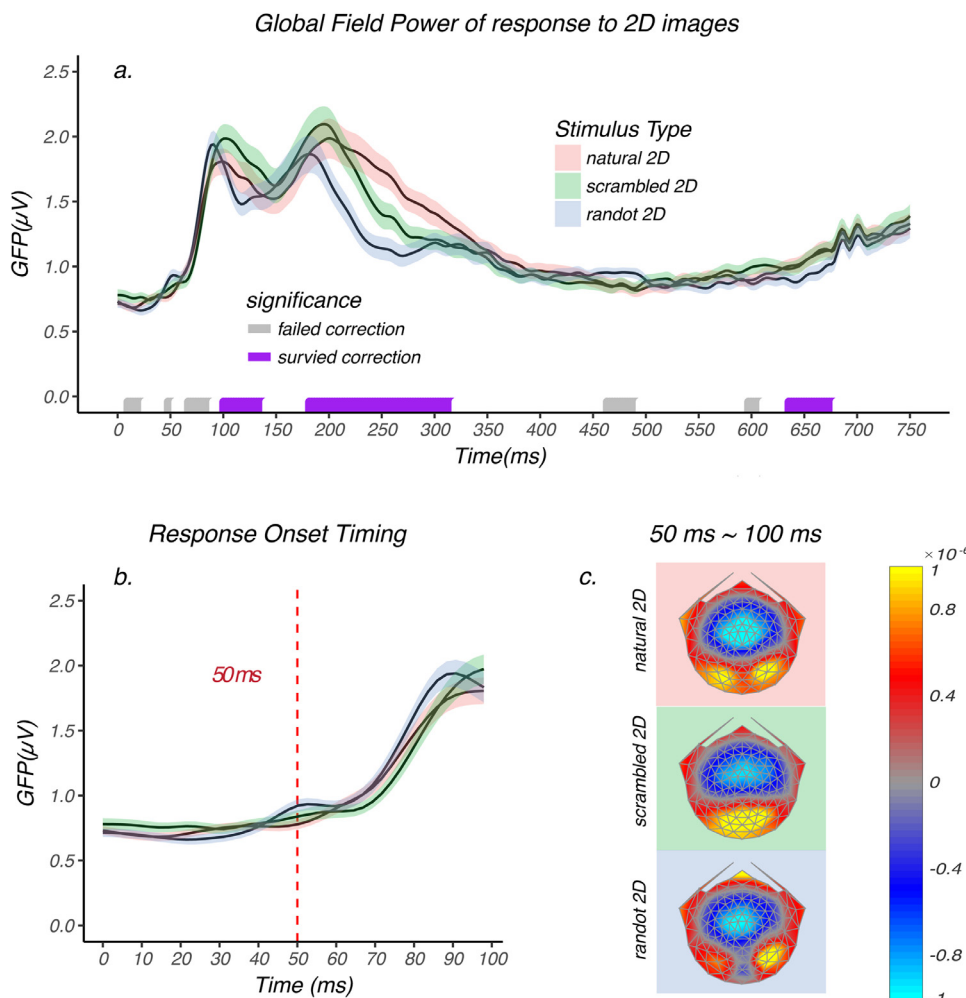 Global Field Power of response to 2D images
a.
2.5
2.0
1.5
1.0
0.5
0.0
GFP(μV)
Stimulus Type
natural 2D
scrambled 2D
randot 2D
significance
failed correction
survied correction
0 50 100 150 200 250 300 350 400 450 500 550 600 650 700 750
Time(ms)
Response Onset Timing
b.
2.5
2.0
1.5
1.0
0.5
0.0
GFP(μV)
50ms
0 10 20 30 40 50 60 70 80 90 100
Time (ms)
50 ms ~ 100 ms
c.
natural 2D
scrambled 2D
randot 2D
×10
1
0.8
0.4
0
-0.4
-0.8
-1